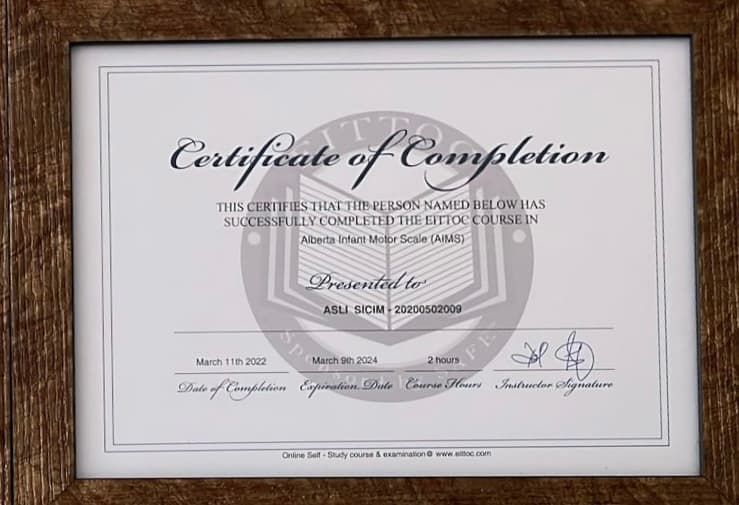 EITTOC
Certificate of Completion
THIS CERTIFIES THAT THE PERSON NAMED BELOW HAS
SUCCESSFULLY COMPLETED THE EITTOC COURSE IN
Alberta Infant Motor Scale (AIMS)
Presented to
ASLI SICIM - 20200502009
March 11th 2022 March 9th 2024 2 hours
Date of Completion Expiration Date Course Hours Instructor Signature
Online Self - Study course & examination @ www.eittoc.com